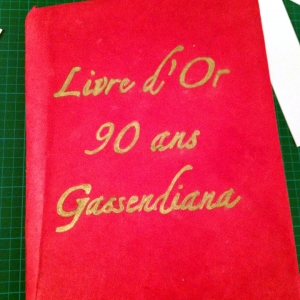 Livre d'Or
90 ans
Gassendiana